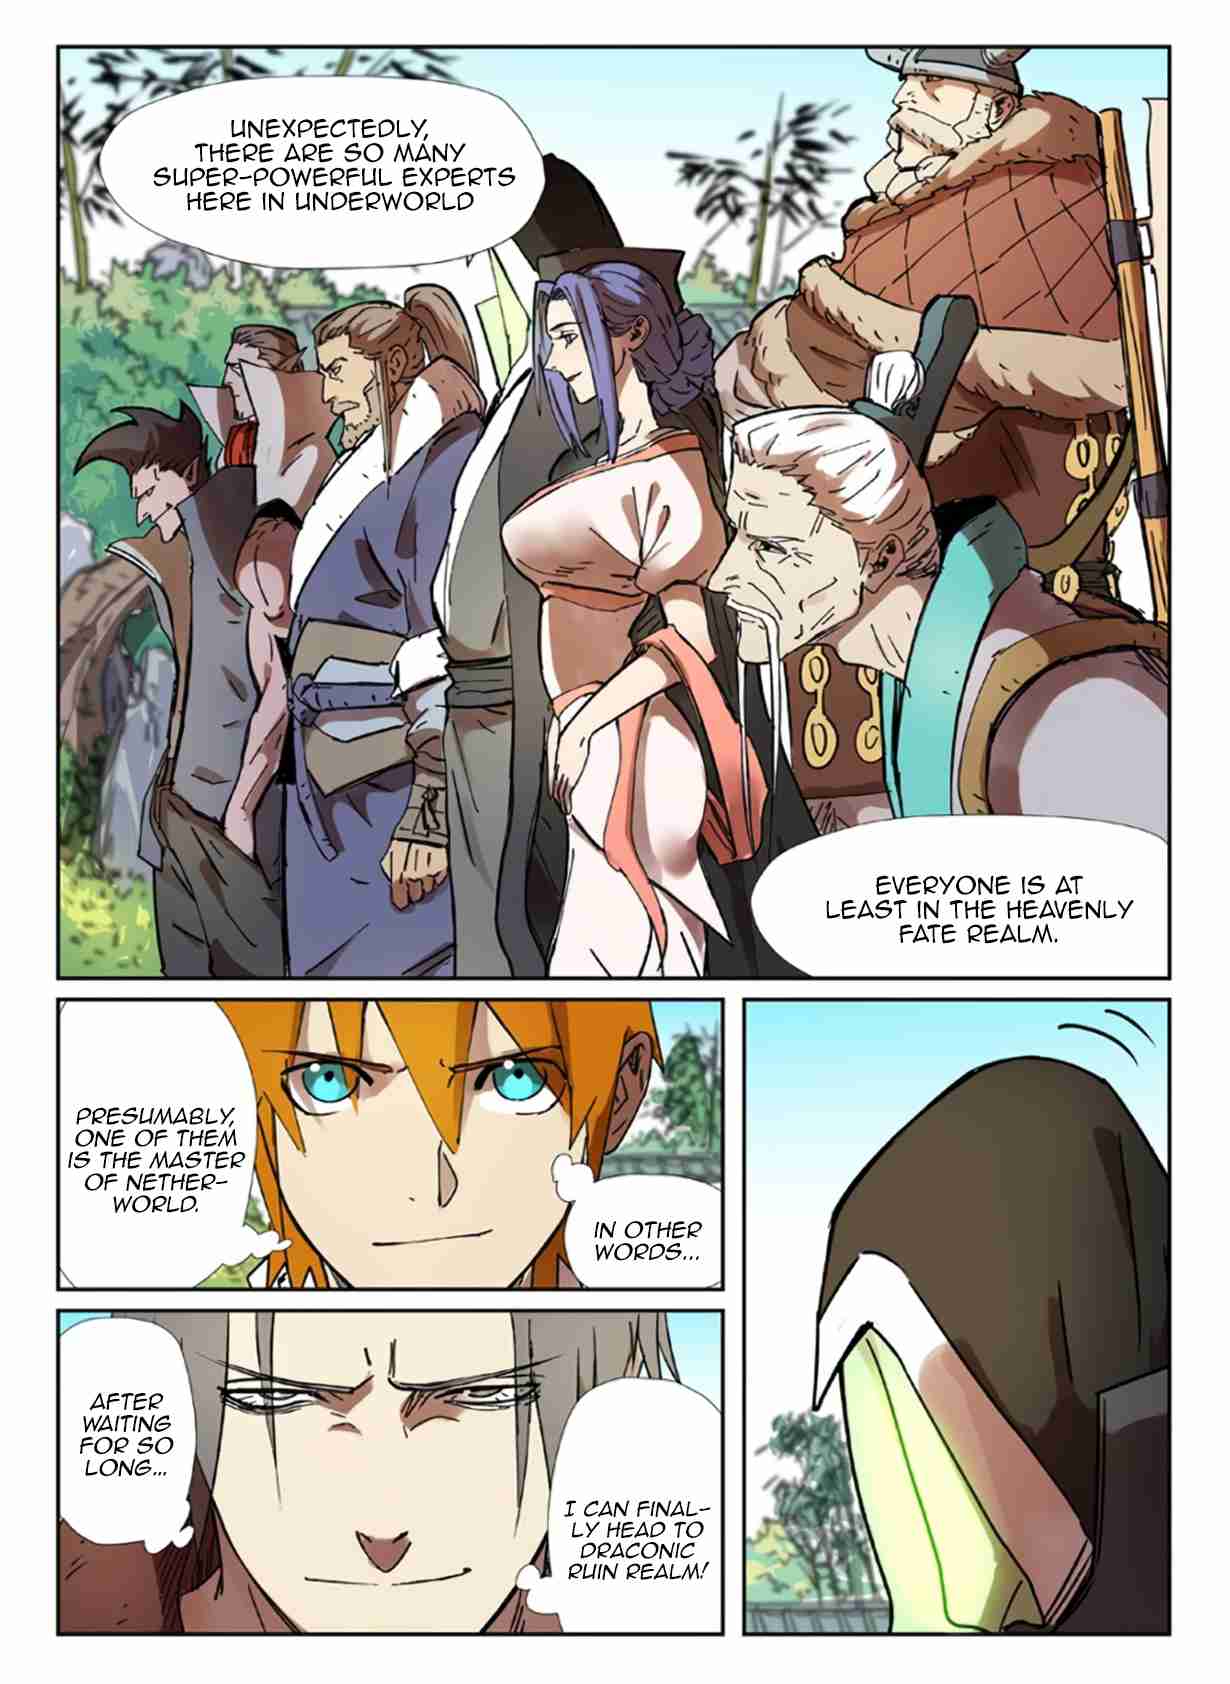 UNEXPECTEDLY,
THERE ARE SO MANY
SUPER-POWERFUL EXPERTS
HERE IN UNDERWORLD
EVERYONE IS AT
LEAST IN THE HEAVENLY
FATE REALM.
PRESUMABLY,
ONE OF THEM
IS THE MASTER
OF NETHER-
WORLD.
IN OTHER
WORDS...
AFTER
WAITING
FOR SO
LONG...
I CAN FINAL-
LY HEAD TO
DRACONIC
RUIN REALM!